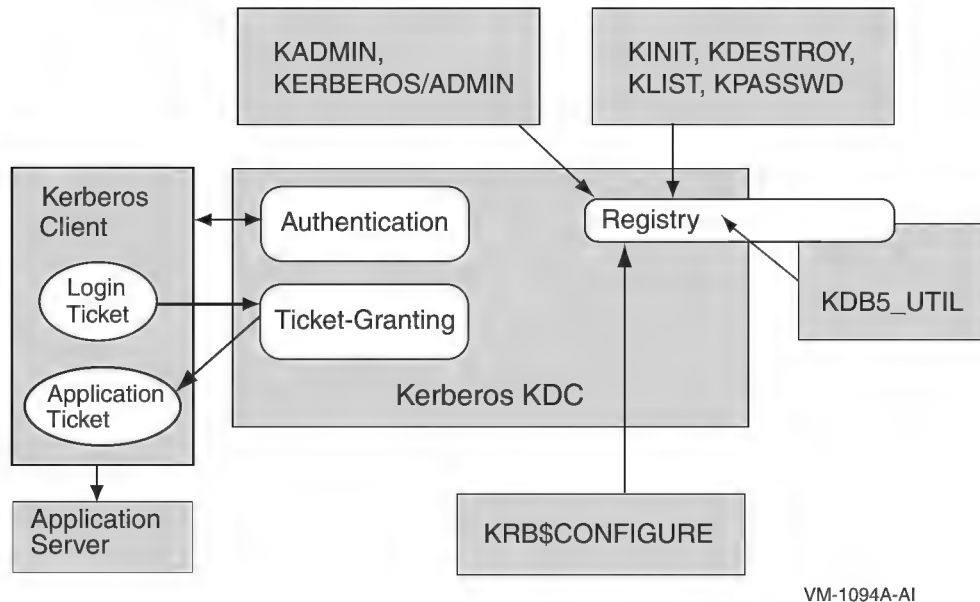 KADMIN,
KERBEROS/ADMIN
KINIT, KDESTROY,
KLIST, KPASSWD
Kerberos
Client
Authentication
Registry
Login
Ticket
Ticket-Granting
KDB5_UTIL
Application
Ticket
Kerberos KDC
Application
Server
KRB$CONFIGURE
VM-1094A-AI